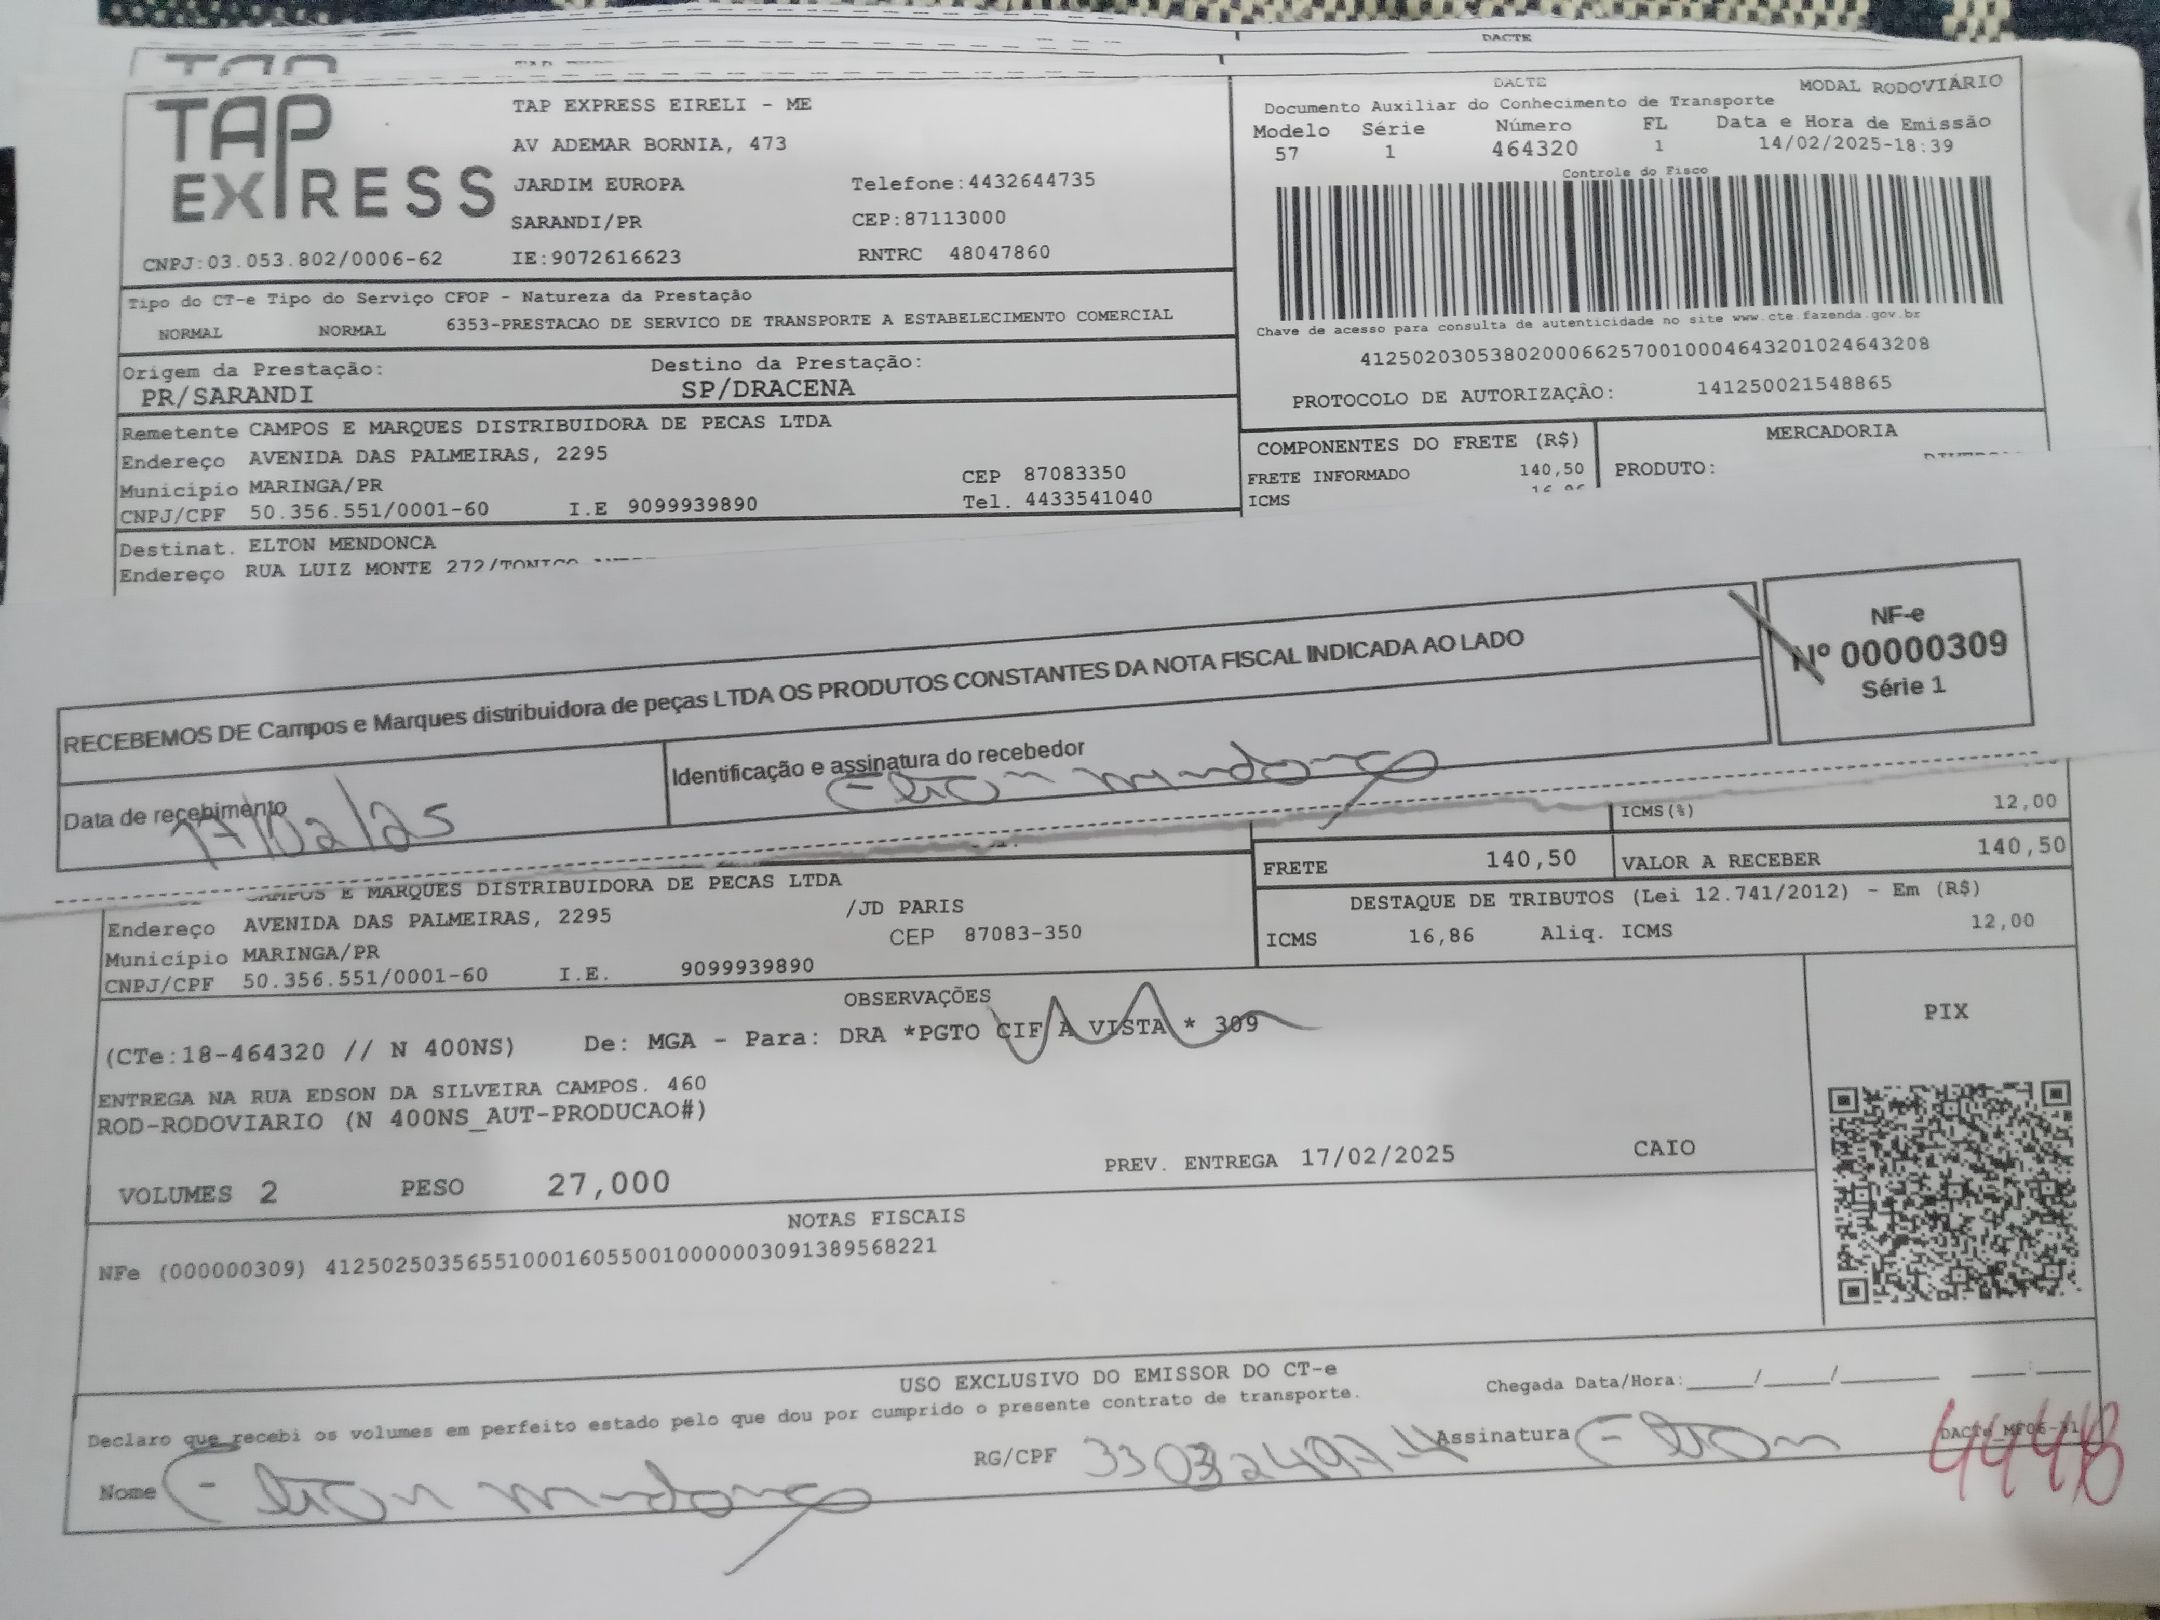 DACTE
TAP EXPRESS
TAP EXPRESS EIRELI - ME
AV ADEMAR BORNIA, 473
JARDIM EUROPA Telefone:4432644735
SARANDI/PR CEP:87113000
CNPJ:03.053.802/0006-62 IE:9072616623 RNTRC 48047860
DACTE MODAL RODOVIÁRIO
Documento Auxiliar do Conhecimento de Transporte
Modelo Série Número FL Data e Hora de Emissão
57 1 464320 1 14/02/2025-18:39
Controle do Fisco
Chave de acesso para consulta de autenticidade no site www.cte.fazenda.gov.br
41250203053802000662570010004643201024643208
PROTOCOLO DE AUTORIZAÇÃO: 141250021548865
Tipo do CT-e Tipo do Serviço CFOP - Natureza da Prestação
NORMAL NORMAL 6353-PRESTACAO DE SERVICO DE TRANSPORTE A ESTABELECIMENTO COMERCIAL
Origem da Prestação: Destino da Prestação:
PR/SARANDI SP/DRACENA
Remetente CAMPOS E MARQUES DISTRIBUIDORA DE PECAS LTDA
Endereço AVENIDA DAS PALMEIRAS, 2295
Município MARINGA/PR CEP 87083350
CNPJ/CPF 50.356.551/0001-60 I.E 9099939890 Tel. 4433541040
COMPONENTES DO FRETE (R$) MERCADORIA
FRETE INFORMADO 140,50 PRODUTO:
ICMS
Destinat. ELTON MENDONCA
Endereço RUA LUIZ MONTE 272/TONICO
RECEBEMOS DE Campos e Marques distribuidora de peças LTDA OS PRODUTOS CONSTANTES DA NOTA FISCAL INDICADA AO LADO
NF-e
Nº 00000309
Série 1
Data de recebimento Identificação e assinatura do recebedor
17/02/25 Elton mendonça
ICMS(%) 12,00
FRETE 140,50 VALOR A RECEBER 140,50
CAMPOS E MARQUES DISTRIBUIDORA DE PECAS LTDA
Endereço AVENIDA DAS PALMEIRAS, 2295 /JD PARIS
Município MARINGA/PR CEP 87083-350
CNPJ/CPF 50.356.551/0001-60 I.E. 9099939890
DESTAQUE DE TRIBUTOS (Lei 12.741/2012) - Em (R$)
ICMS 16,86 Aliq. ICMS 12,00
OBSERVAÇÕES
(CTe:18-464320 // N 400NS) De: MGA - Para: DRA *PGTO CIF A VISTA * 309
ENTREGA NA RUA EDSON DA SILVEIRA CAMPOS. 460
ROD-RODOVIARIO (N 400NS_AUT-PRODUCAO#)
VOLUMES 2 PESO 27,000 PREV. ENTREGA 17/02/2025 CAIO
PIX
NOTAS FISCAIS
NFe (000000309) 41250250356551000160550010000003091389568221
USO EXCLUSIVO DO EMISSOR DO CT-e
Declaro que recebi os volumes em perfeito estado pelo que dou por cumprido o presente contrato de transporte. Chegada Data/Hora:____/____/______ ___:___
Nome Elton mendonça RG/CPF Assinatura Elton